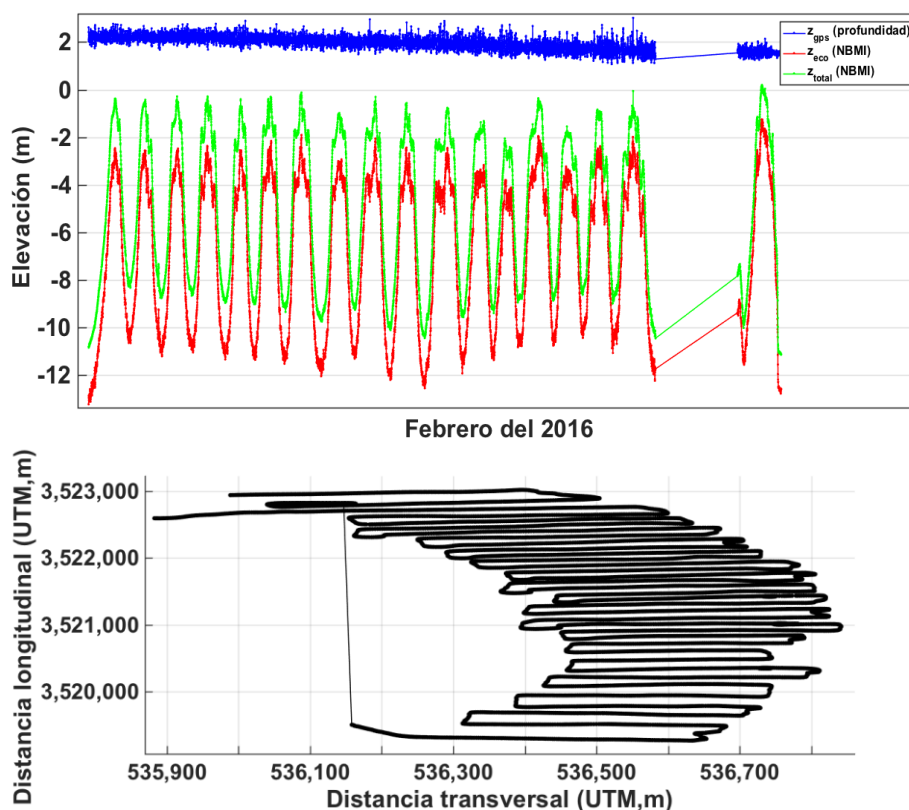 2
0
-2
-4
-6
-8
-10
-12
Elevación (m)
z_gps (profundidad)
z_eco (NBMI)
z_total (NBMI)
Febrero del 2016
3,523,000
3,522,000
3,521,000
3,520,000
Distancia longitudinal (UTM,m)
535,900 536,100 536,300 536,500 536,700
Distancia transversal (UTM,m)